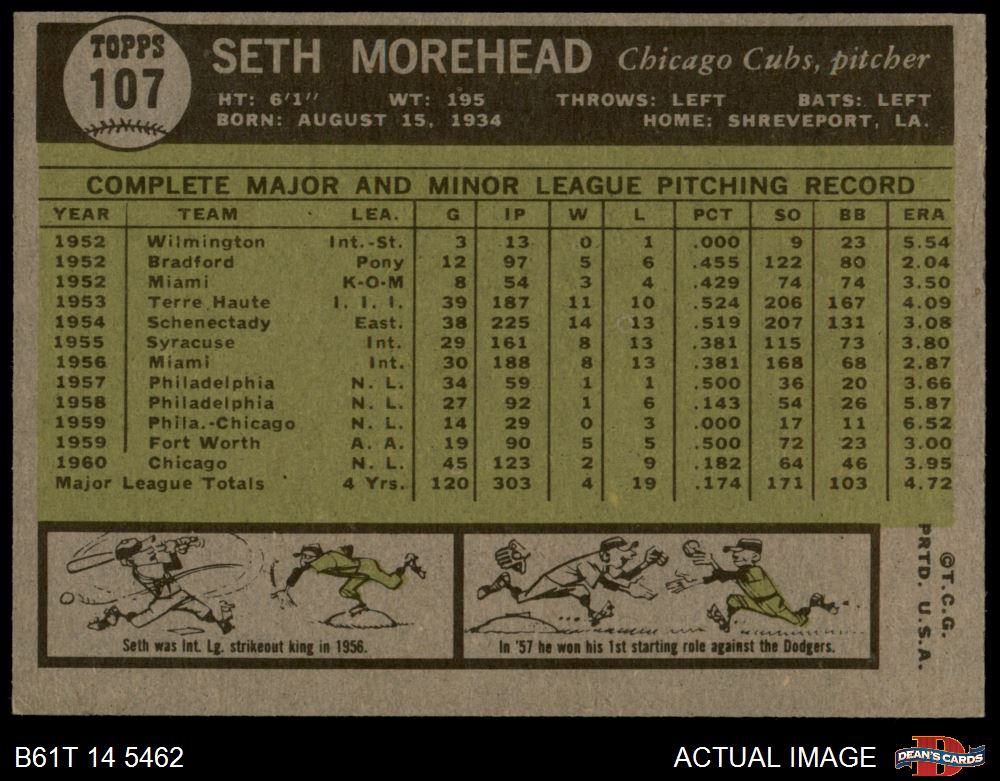 TOPPS
107
SETH MOREHEAD Chicago Cubs, pitcher
HT: 6'1" WT: 195 THROWS: LEFT BATS: LEFT
BORN: AUGUST 15, 1934 HOME: SHREVEPORT, LA.
COMPLETE MAJOR AND MINOR LEAGUE PITCHING RECORD
YEAR TEAM LEA. G IP W L PCT SO BB ERA
1952 Wilmington Int.-St. 3 13 0 1 .000 9 23 5.54
1952 Bradford Pony 12 97 5 6 .455 122 80 2.04
1952 Miami K-O-M 8 54 3 4 .429 74 74 3.50
1953 Terre Haute I. I. I. 39 187 11 10 .524 206 167 4.09
1954 Schenectady East. 38 225 14 13 .519 207 131 3.08
1955 Syracuse Int. 29 161 8 13 .381 115 73 3.80
1956 Miami Int. 30 188 8 13 .381 168 68 2.87
1957 Philadelphia N. L. 34 59 1 1 .500 36 20 3.66
1958 Philadelphia N. L. 27 92 1 6 .143 54 26 5.87
1959 Phila.-Chicago N. L. 14 29 0 3 .000 17 11 6.52
1959 Fort Worth A. A. 19 90 5 5 .500 72 23 3.00
1960 Chicago N. L. 45 123 2 9 .182 64 46 3.95
Major League Totals 4 Yrs. 120 303 4 19 .174 171 103 4.72
Seth was Int. Lg. strikeout king in 1956.
In '57 he won his 1st starting role against the Dodgers.
©T.C.G.
PRTD. U.S.A.
B61T 14 5462
ACTUAL IMAGE
DEAN'S CARDS